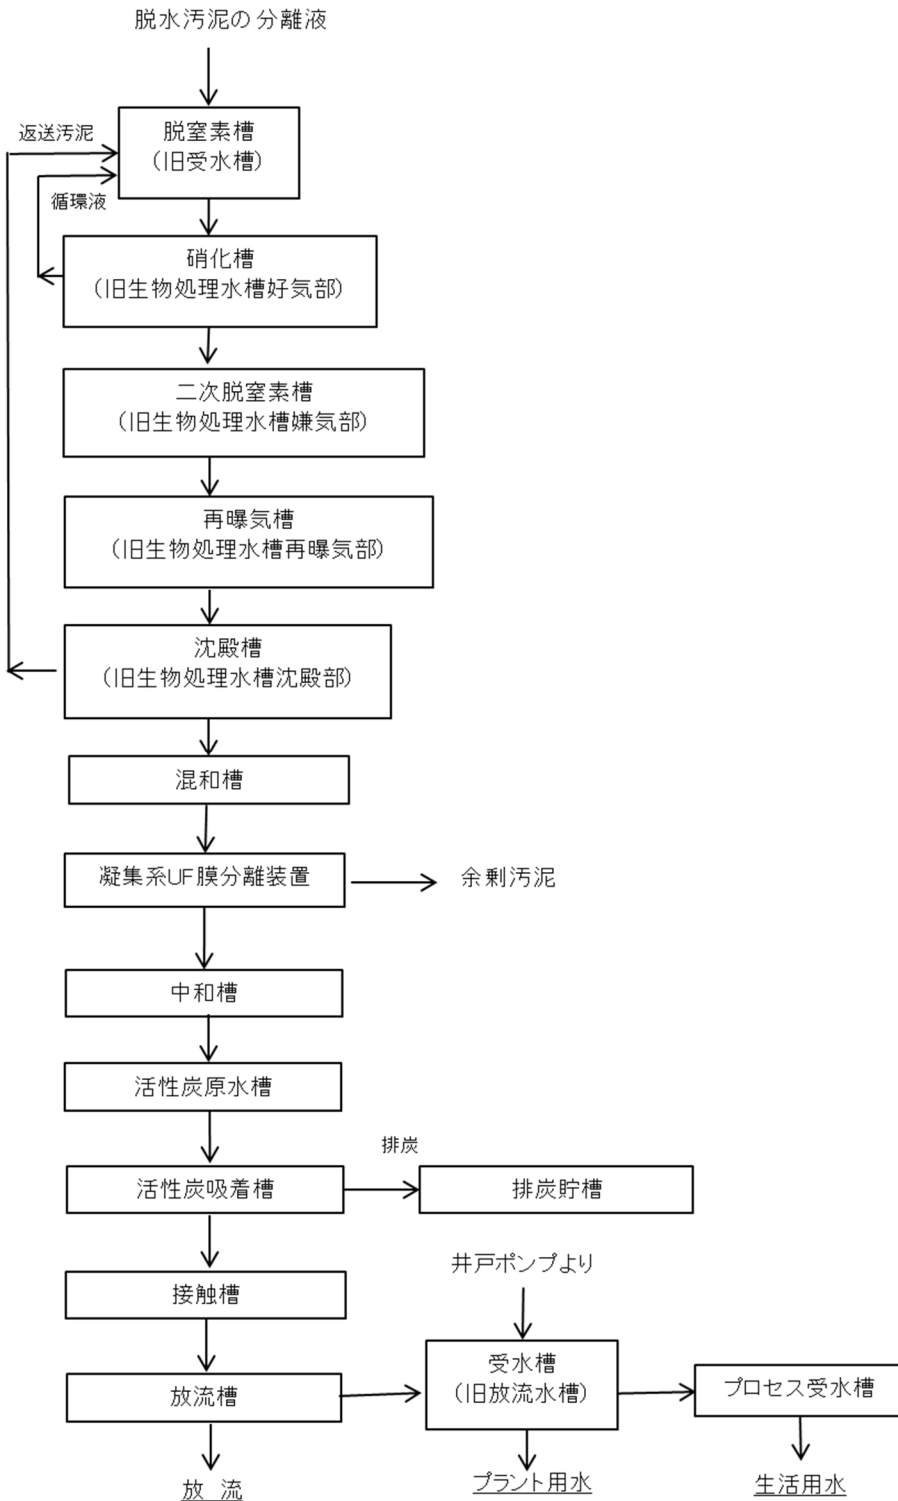 脱水汚泥の分離液
返送汚泥
脱窒素槽
(旧受水槽)
循環液
硝化槽
(旧生物処理水槽好気部)
二次脱窒素槽
(旧生物処理水槽嫌気部)
再曝気槽
(旧生物処理水槽再曝気部)
沈殿槽
(旧生物処理水槽沈殿部)
混和槽
凝集系UF膜分離装置
余剰汚泥
中和槽
活性炭原水槽
排炭
活性炭吸着槽
排炭貯槽
井戸ポンプより
接触槽
受水槽
(旧放流水槽)
プロセス受水槽
放流槽
放 流
プラント用水
生活用水